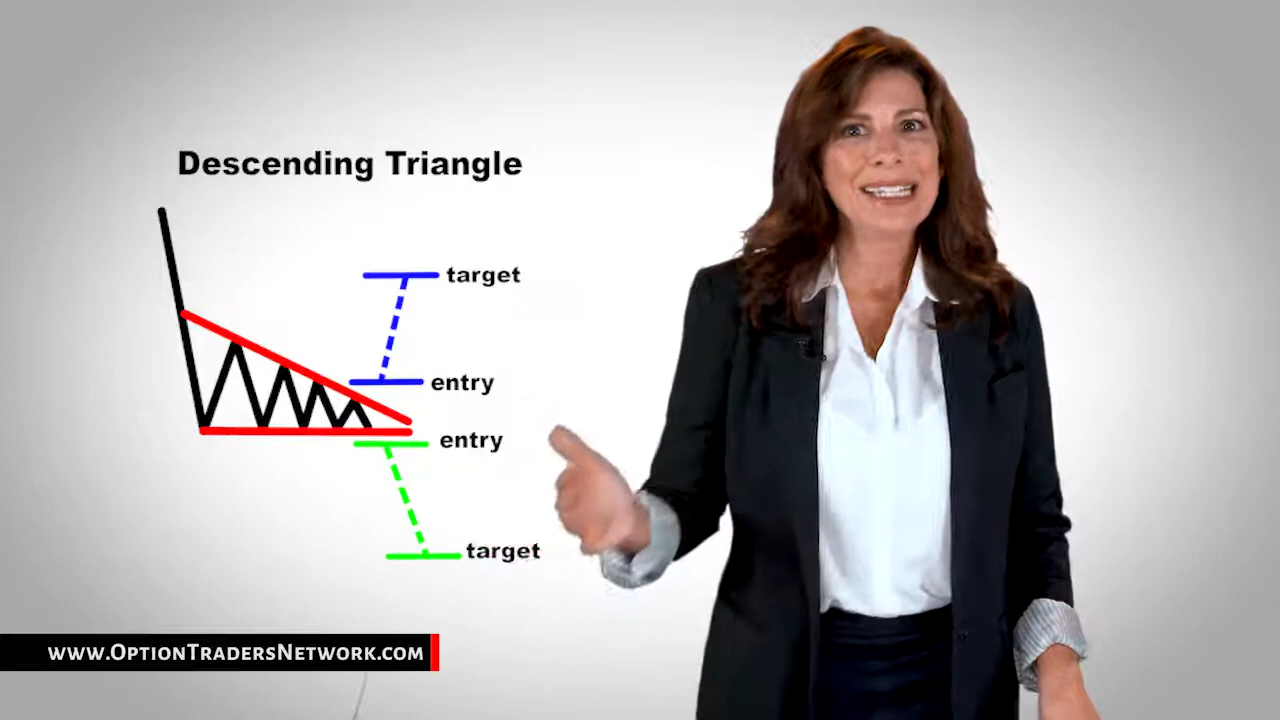 Descending Triangle
target
entry
entry
target
www.OptionTradersNetwork.com